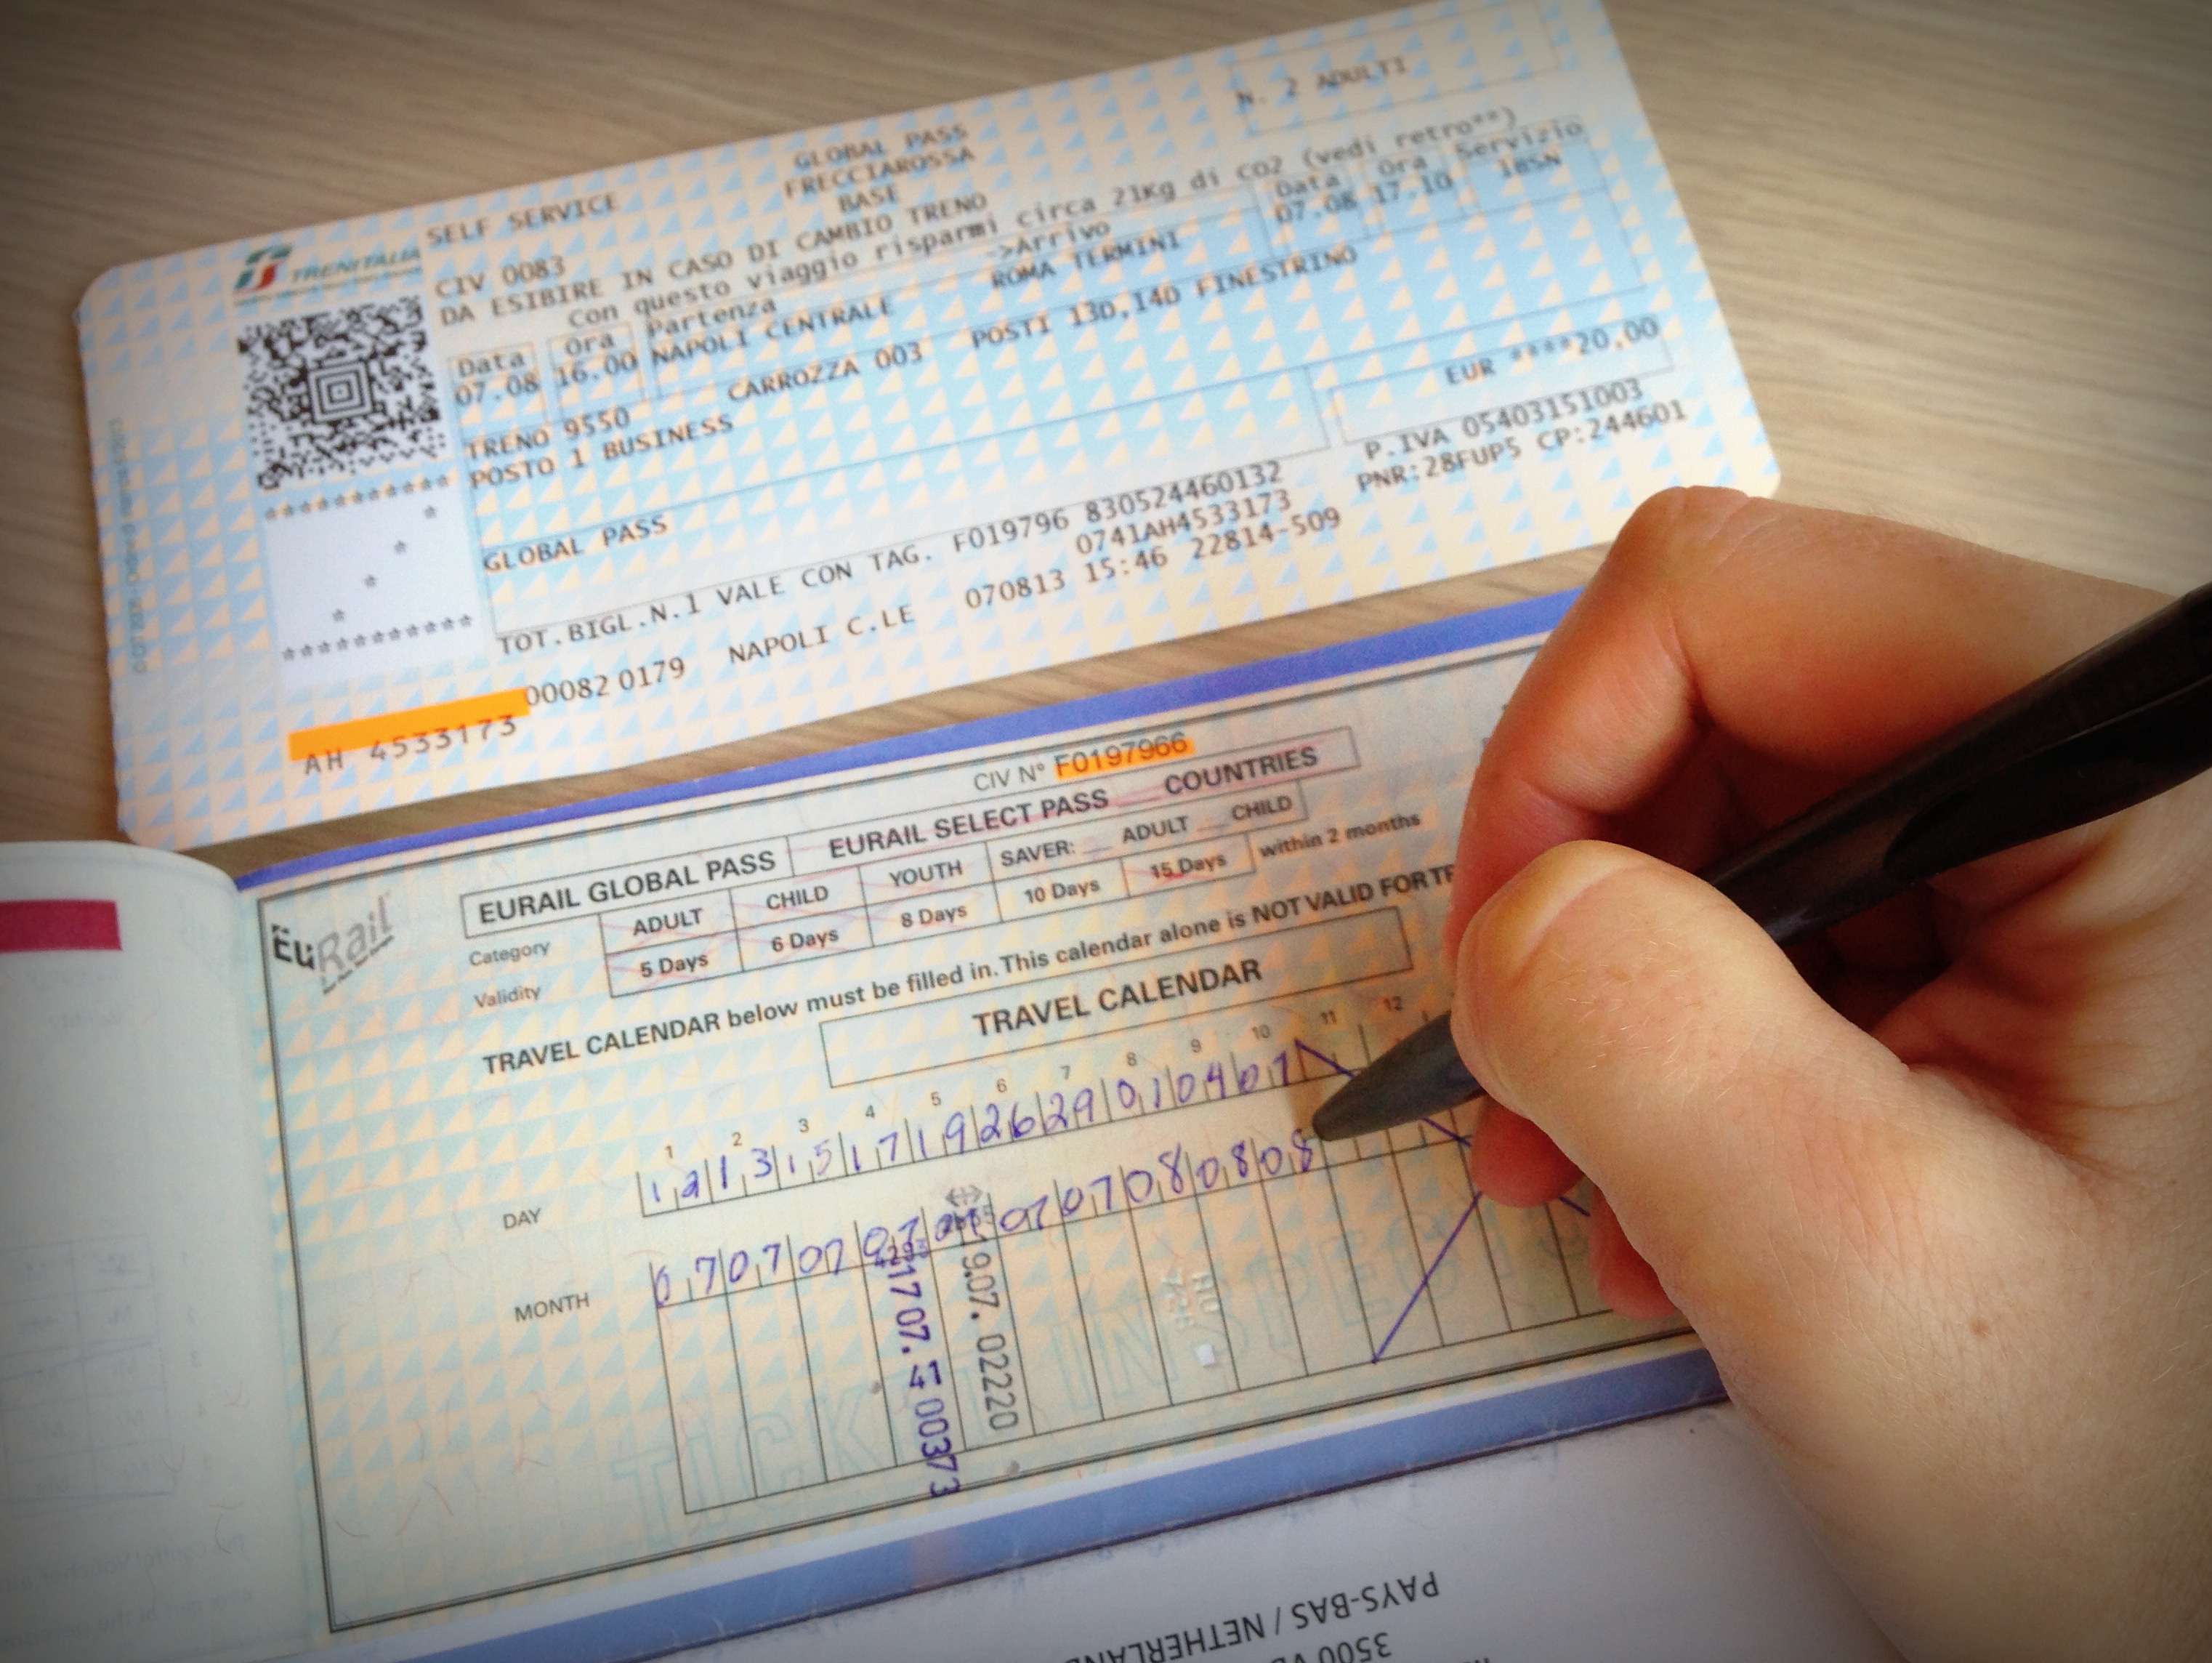 N. 2 ADULTI
GLOBAL PASS
FRECCIAROSSA
BASE
TRENITALIA
SELF SERVICE
CIV 0083
DA ESIBIRE IN CASO DI CAMBIO TRENO
Con questo viaggio risparmi circa 21Kg di CO2 (vedi retro**)
Data Ora Partenza ->Arrivo Data Ora Servizio
07.08 16.00 NAPOLI CENTRALE ROMA TERMINI 07.08 17.10 18SN
TRENO 9550 CARROZZA 003 POSTI 13D,14D FINESTRINO
POSTO 1 BUSINESS
EUR ****20,00
GLOBAL PASS
P.IVA 05403151003
PNR:28FUP5 CP:244601
TOT.BIGL.N.1 VALE CON TAG. F019796 830524460132
0741AH4533173
00082 0179 NAPOLI C.LE 070813 15:46 22814-509
AH 4533173
CIV N° F0197966
EuRail
EURAIL GLOBAL PASS EURAIL SELECT PASS __ COUNTRIES
Category ADULT CHILD YOUTH SAVER: __ ADULT __ CHILD
Validity 5 Days 6 Days 8 Days 10 Days 15 Days within 2 months
TRAVEL CALENDAR below must be filled in. This calendar alone is NOT VALID FOR
TRAVEL CALENDAR
1 2 3 4 5 6 7 8 9 10 11 12
DAY 12 13 15 17 19 26 29 01 04 07
MONTH 07 07 07 07 07 07 07 08 08 08
17 07. 00373
907. 02220
TICKET INSPECT
PAYS-BAS / NETHERLAN
3500